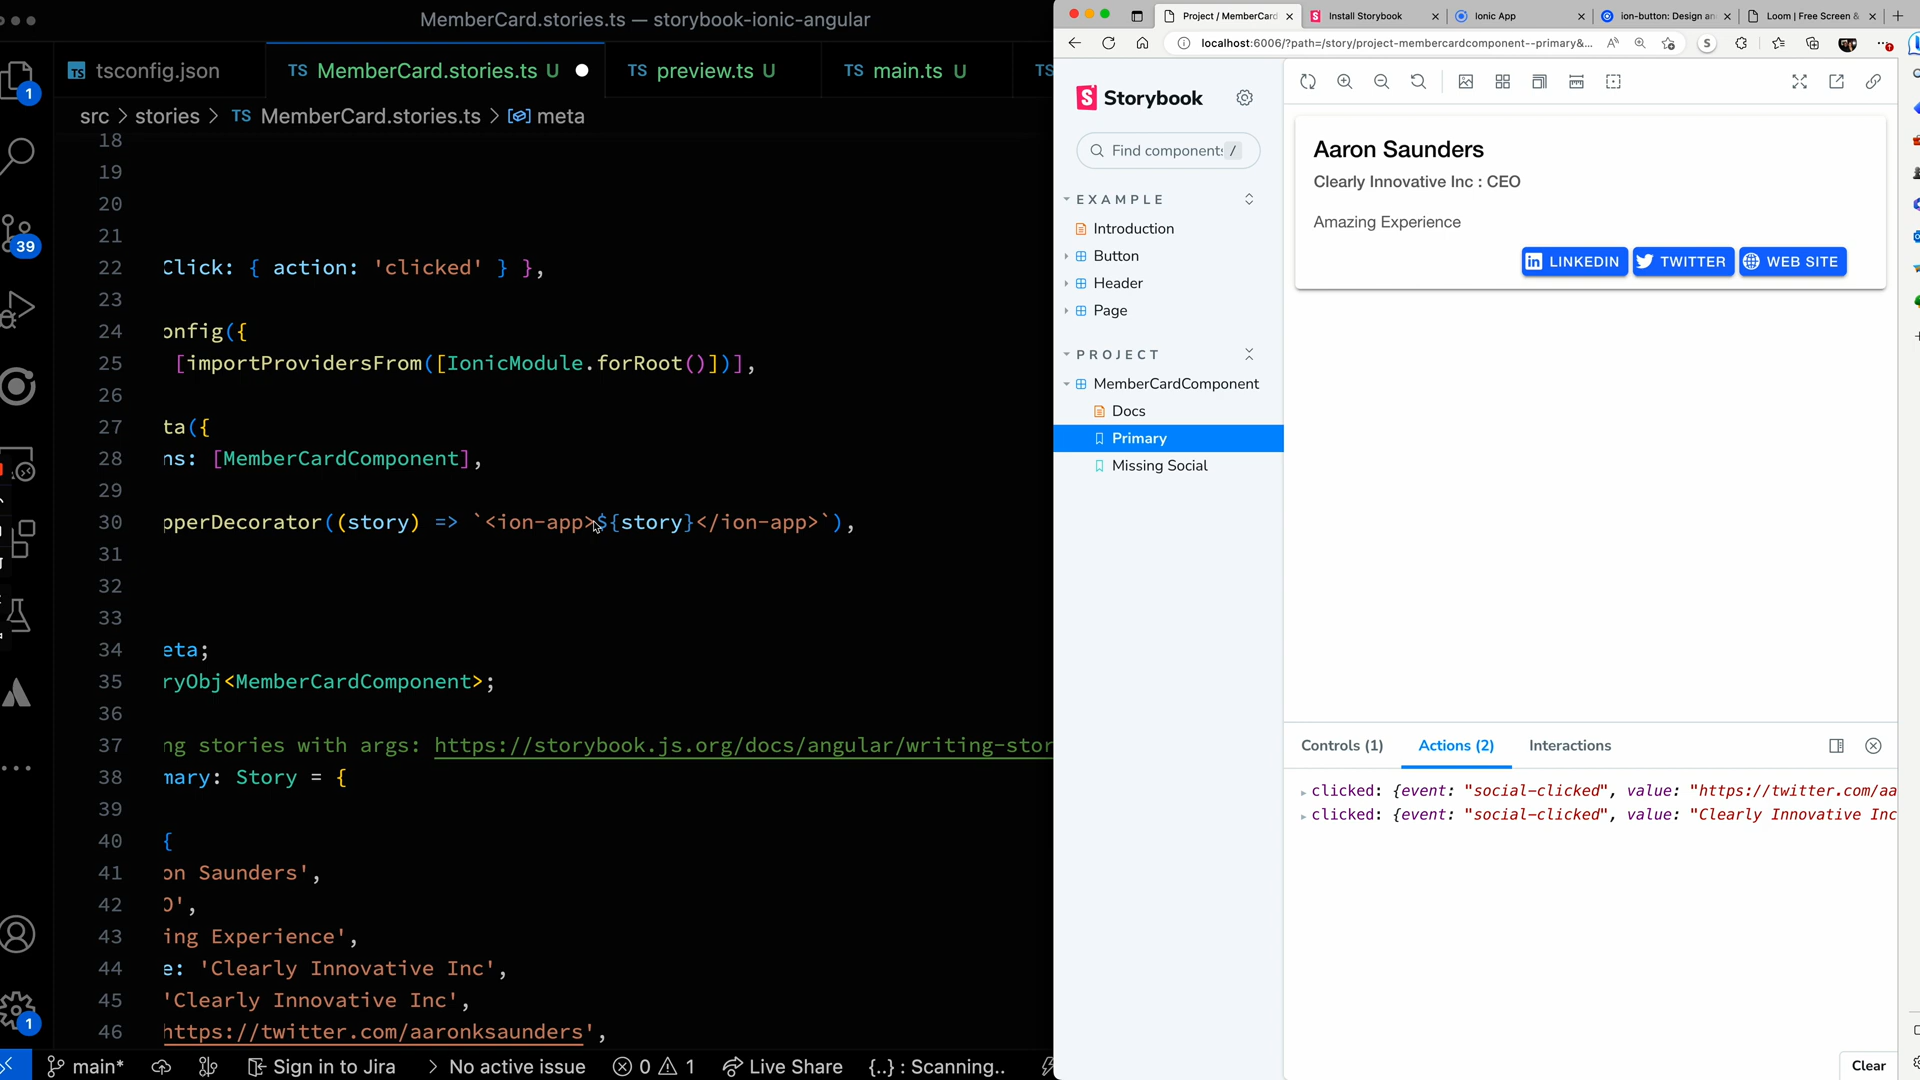 MemberCard.stories.ts — storybook-ionic-angular
tsconfig.json
TS MemberCard.stories.ts U
TS preview.ts U
TS main.ts U
TS
src > stories > TS MemberCard.stories.ts > meta
18
19
20
21
22 Click: { action: 'clicked' } },
23
24 onfig({
25 [importProvidersFrom([IonicModule.forRoot()])],
26
27 ta({
28 ns: [MemberCardComponent],
29
30 pperDecorator((story) => `<ion-app>${story}</ion-app>`),
31
32
33
34 eta;
35 ryObj<MemberCardComponent>;
36
37 ng stories with args: https://storybook.js.org/docs/angular/writing-stor
38 mary: Story = {
39
40 {
41 on Saunders',
42 O',
43 ing Experience',
44 e: 'Clearly Innovative Inc',
45 'Clearly Innovative Inc',
46 https://twitter.com/aaronksaunders',
1
39
1
main*
Sign in to Jira
No active issue
0
1
Live Share
{..} : Scanning..
Project / MemberCard
Install Storybook
Ionic App
ion-button: Design an
Loom | Free Screen &
localhost:6006/?path=/story/project-membercardcomponent--primary&...
S
Storybook
Find components
/
EXAMPLE
Introduction
Button
Header
Page
PROJECT
MemberCardComponent
Docs
Primary
Missing Social
Aaron Saunders
Clearly Innovative Inc : CEO
Amazing Experience
LINKEDIN
TWITTER
WEB SITE
Controls (1)
Actions (2)
Interactions
clicked: {event: "social-clicked", value: "https://twitter.com/aa
clicked: {event: "social-clicked", value: "Clearly Innovative Inc
Clear